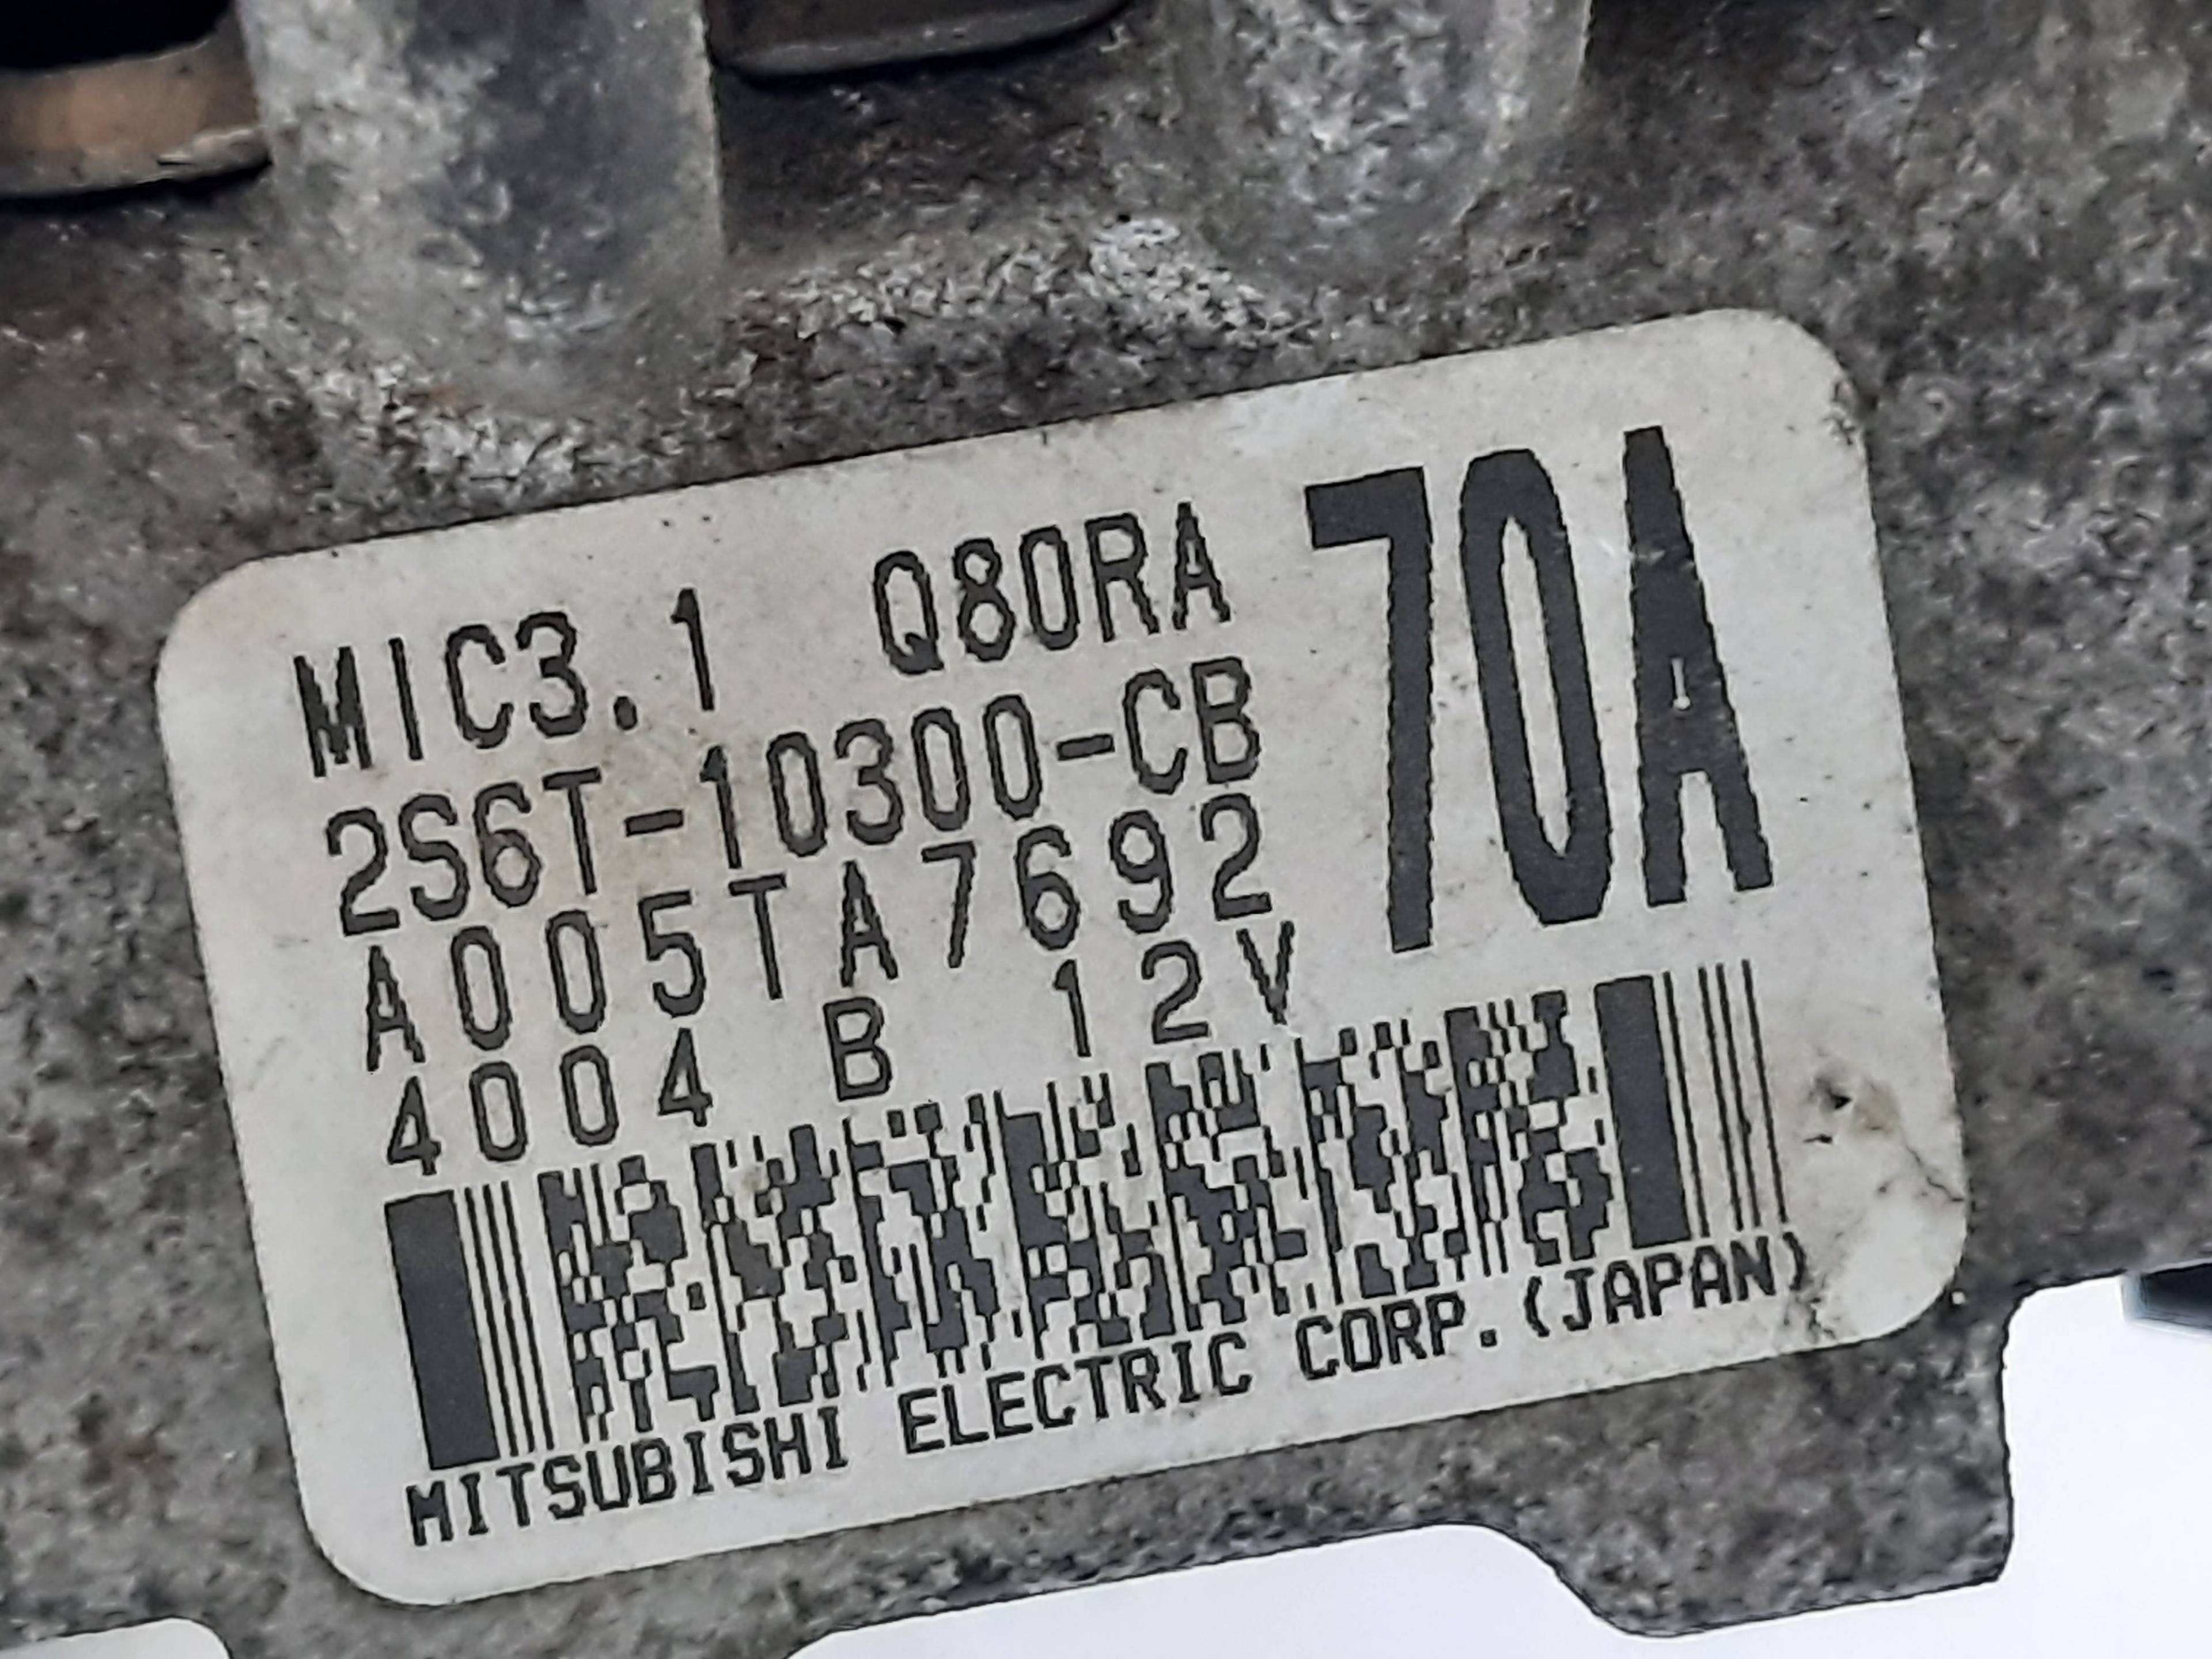 MIC3.1 Q80RA 70A
2S6T-10300-CB
A005TA7692
4004 B 12V
MITSUBISHI ELECTRIC CORP.(JAPAN)